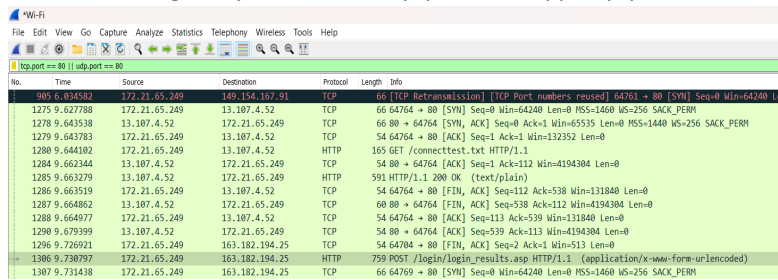 *Wi-Fi
File Edit View Go Capture Analyze Statistics Telephony Wireless Tools Help
tcp.port == 80 || udp.port == 80
No. Time Source Destination Protocol Length Info
905 6.034582 172.21.65.249 149.154.167.91 TCP 66 [TCP Retransmission] [TCP Port numbers reused] 64761 → 80 [SYN] Seq=0 Win=64240 L
1275 9.627788 172.21.65.249 13.107.4.52 TCP 66 64764 → 80 [SYN] Seq=0 Win=64240 Len=0 MSS=1460 WS=256 SACK_PERM
1278 9.643538 13.107.4.52 172.21.65.249 TCP 66 80 → 64764 [SYN, ACK] Seq=0 Ack=1 Win=65535 Len=0 MSS=1440 WS=256 SACK_PERM
1279 9.643783 172.21.65.249 13.107.4.52 TCP 54 64764 → 80 [ACK] Seq=1 Ack=1 Win=132352 Len=0
1280 9.644102 172.21.65.249 13.107.4.52 HTTP 165 GET /connecttest.txt HTTP/1.1
1284 9.662344 13.107.4.52 172.21.65.249 TCP 54 80 → 64764 [ACK] Seq=1 Ack=112 Win=4194304 Len=0
1285 9.663279 13.107.4.52 172.21.65.249 HTTP 591 HTTP/1.1 200 OK (text/plain)
1286 9.663519 172.21.65.249 13.107.4.52 TCP 54 64764 → 80 [FIN, ACK] Seq=112 Ack=538 Win=131840 Len=0
1287 9.664862 13.107.4.52 172.21.65.249 TCP 60 80 → 64764 [FIN, ACK] Seq=538 Ack=112 Win=4194304 Len=0
1288 9.664977 172.21.65.249 13.107.4.52 TCP 54 64764 → 80 [ACK] Seq=113 Ack=539 Win=131840 Len=0
1290 9.679399 13.107.4.52 172.21.65.249 TCP 54 80 → 64764 [ACK] Seq=539 Ack=113 Win=4194304 Len=0
1296 9.726921 172.21.65.249 163.182.194.25 TCP 54 64704 → 80 [FIN, ACK] Seq=2 Ack=1 Win=513 Len=0
1306 9.730797 172.21.65.249 163.182.194.25 HTTP 759 POST /login/login_results.asp HTTP/1.1 (application/x-www-form-urlencoded)
1307 9.731438 172.21.65.249 163.182.194.25 TCP 66 64769 → 80 [SYN] Seq=0 Win=64240 Len=0 MSS=1460 WS=256 SACK_PERM